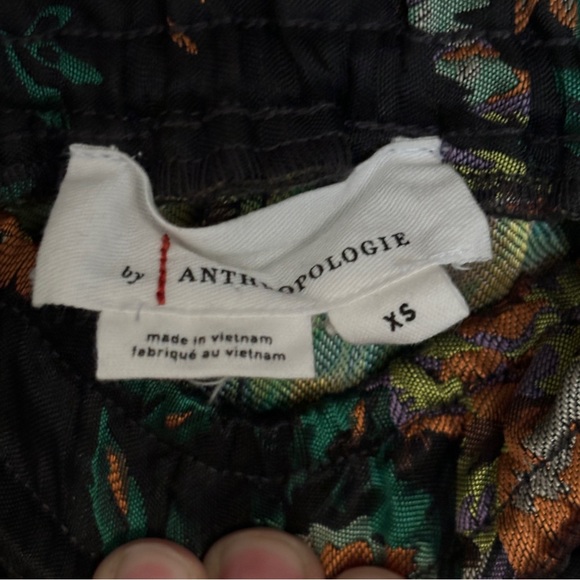 by ANTHROPOLOGIE
XS
made in vietnam
fabriqué au vietnam